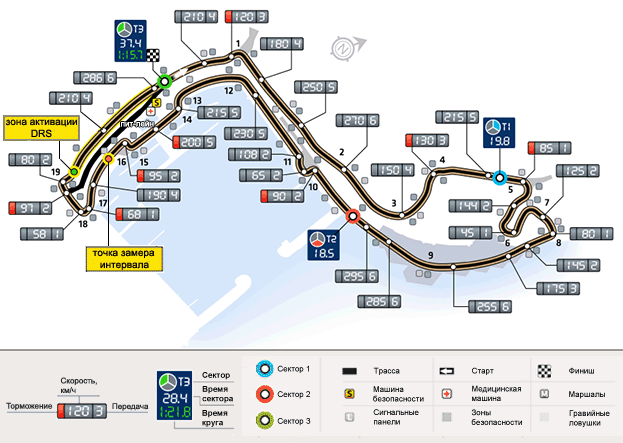 210 4
120 3
T3
37.4
1:15.7
1
180 4
286 6
2
12
250 5
210 4
13
зона активации
DRS
S
пит-лейн
14
215 5
270 6
215 5
T1
19.8
200 5
230 5
130 3
85 1
16
15
108 2
11
4
5
80 2
19
95 2
65 2
10
150 4
125 2
17
190 4
90 2
3
144 2
7
97 2
68 1
18
T2
18.5
45 1
6
8
80 1
58 1
точка замера
интервала
295 6
9
145 2
285 6
255 6
175 3
Скорость,
км/ч
Торможение
120 3
Передача
T3
28.4
1:21.8
Сектор
Время
сектора
Время
круга
Сектор 1
Сектор 2
Сектор 3
Трасса
Старт
Финиш
S
Машина
безопасности
Медицинская
машина
M
Маршалы
Сигнальные
панели
Зоны
безопасности
Гравийные
ловушки